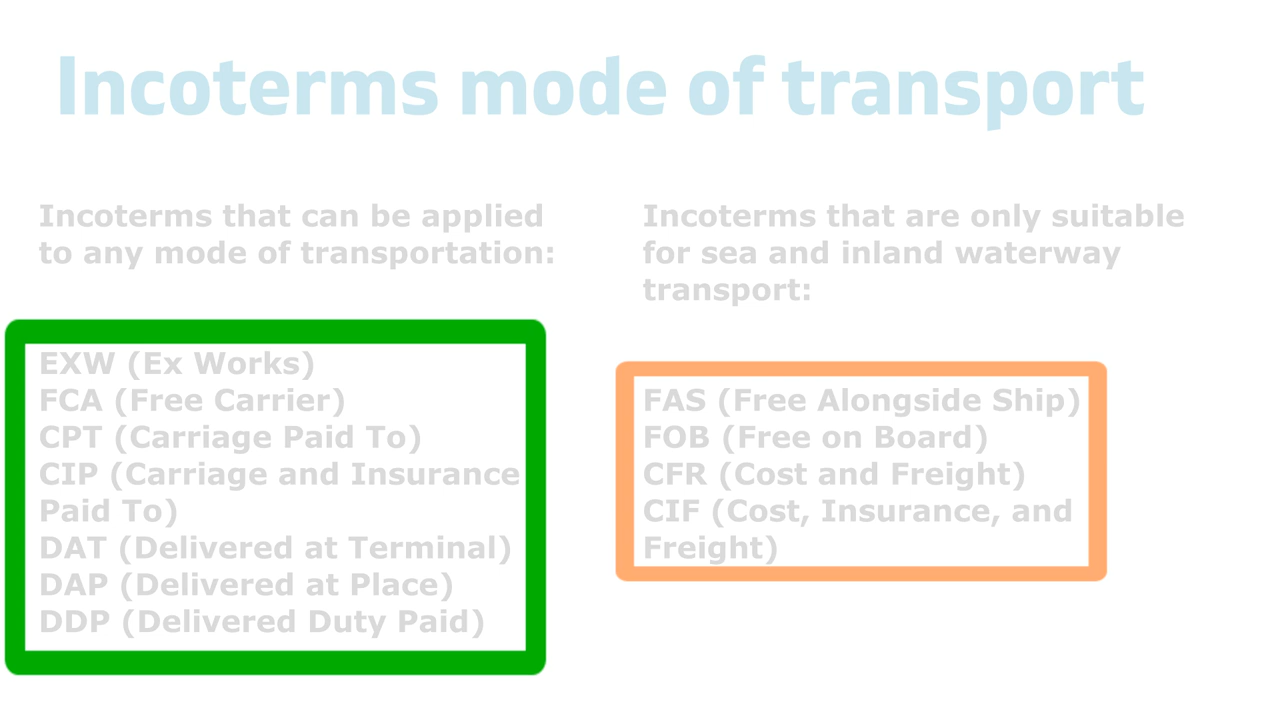 Incoterms mode of transport
Incoterms that can be applied
to any mode of transportation:
EXW (Ex Works)
FCA (Free Carrier)
CPT (Carriage Paid To)
CIP (Carriage and Insurance
Paid To)
DAT (Delivered at Terminal)
DAP (Delivered at Place)
DDP (Delivered Duty Paid)
Incoterms that are only suitable
for sea and inland waterway
transport:
FAS (Free Alongside Ship)
FOB (Free on Board)
CFR (Cost and Freight)
CIF (Cost, Insurance, and
Freight)